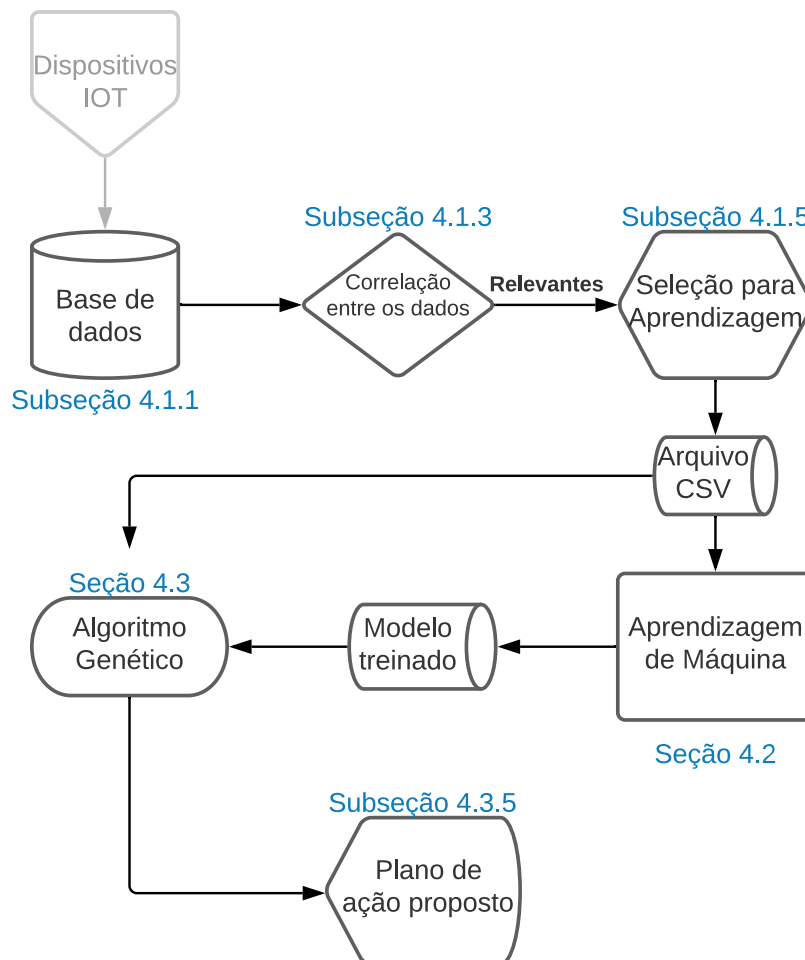 Dispositivos
IOT
Subseção 4.1.3
Subseção 4.1.5
Base de
dados
Correlação
entre os dados
Relevantes
Seleção para
Aprendizagem
Subseção 4.1.1
Arquivo
CSV
Seção 4.3
Algoritmo
Genético
Modelo
treinado
Aprendizagem
de Máquina
Seção 4.2
Subseção 4.3.5
Plano de
ação proposto